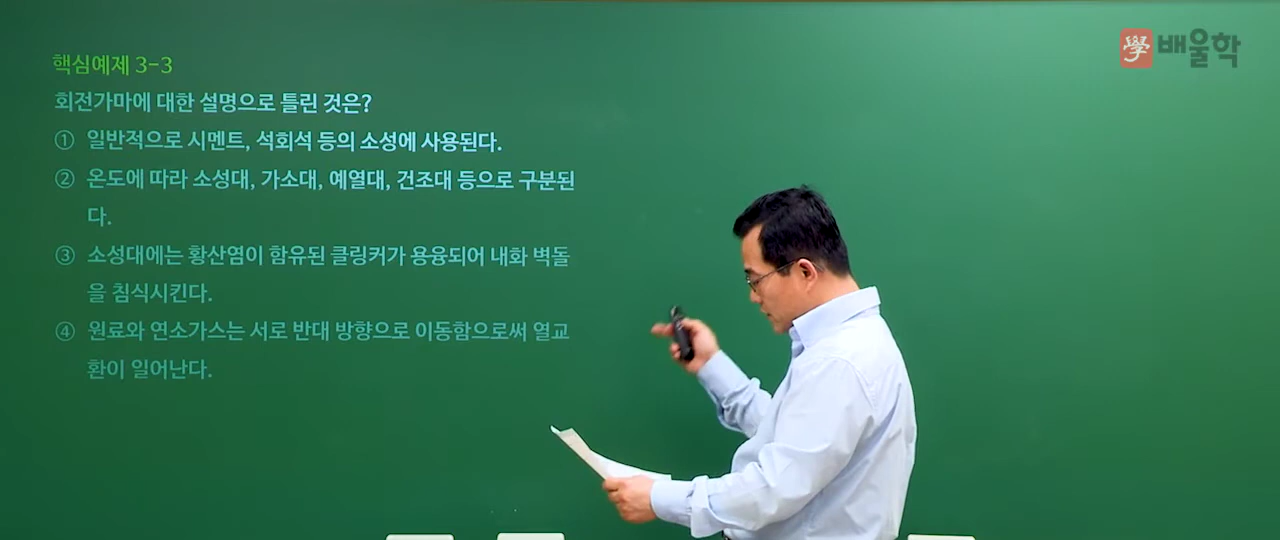 學 배울학
핵심예제 3-3
회전가마에 대한 설명으로 틀린 것은?
① 일반적으로 시멘트, 석회석 등의 소성에 사용된다.
② 온도에 따라 소성대, 가소대, 예열대, 건조대 등으로 구분된
다.
③ 소성대에는 황산염이 함유된 클링커가 용융되어 내화 벽돌
을 침식시킨다.
④ 원료와 연소가스는 서로 반대 방향으로 이동함으로써 열교
환이 일어난다.